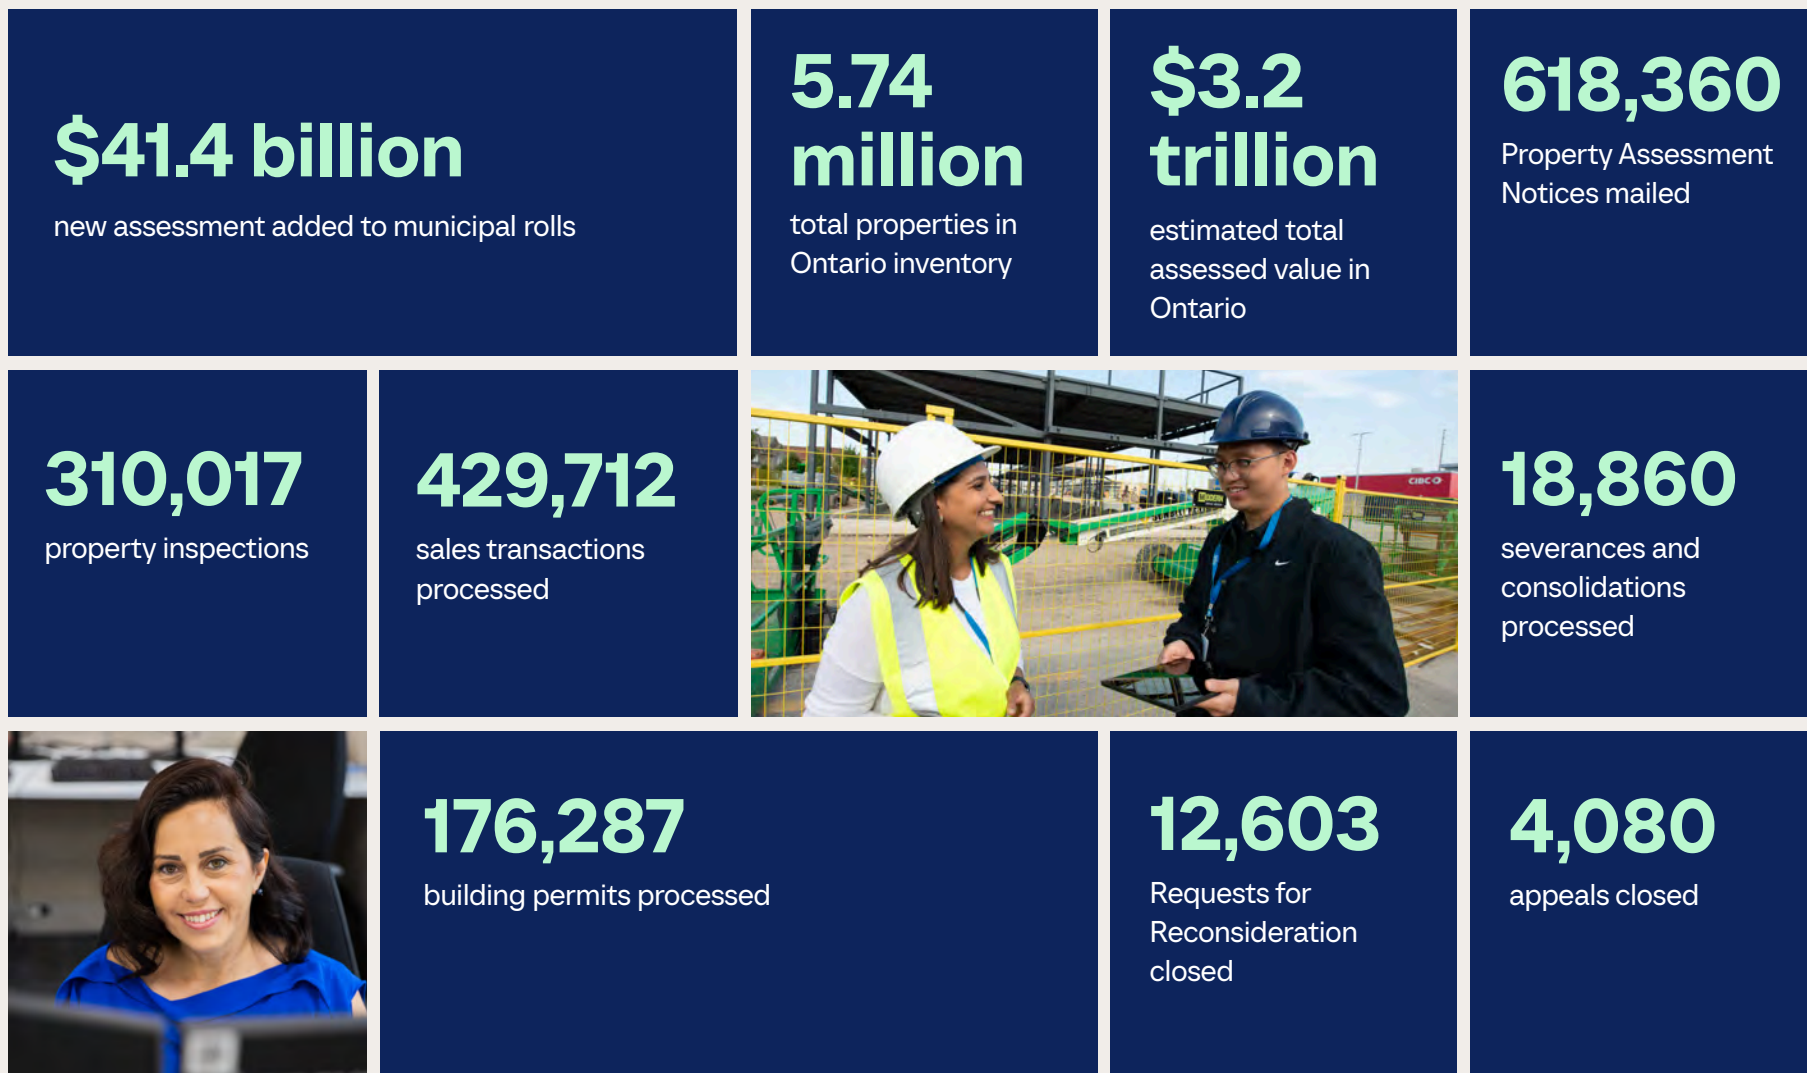 $41.4 billion
new assessment added to municipal rolls
5.74
million
total properties in
Ontario inventory
$3.2
trillion
estimated total
assessed value in
Ontario
618,360
Property Assessment
Notices mailed
310,017
property inspections
429,712
sales transactions
processed
CIBC
18,860
severances and
consolidations
processed
176,287
building permits processed
12,603
Requests for
Reconsideration
closed
4,080
appeals closed